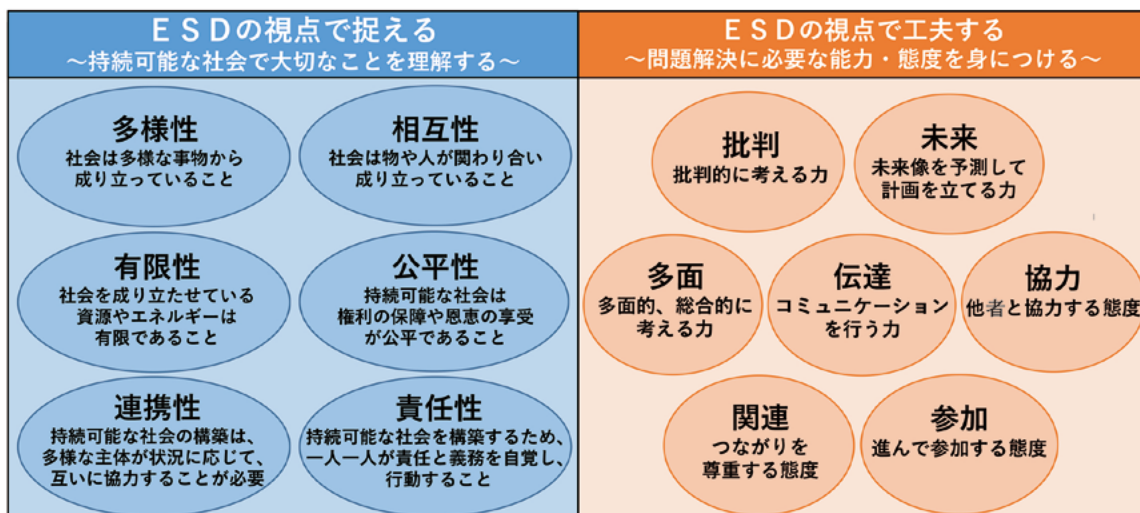 ESDの視点で捉える
～持続可能な社会で大切なことを理解する～
多様性
社会は多様な事物から
成り立っていること
相互性
社会は物や人が関わり合い
成り立っていること
有限性
社会を成り立たせている
資源やエネルギーは
有限であること
公平性
持続可能な社会は
権利の保障や恩恵の享受
が公平であること
連携性
持続可能な社会の構築は、
多様な主体が状況に応じて、
互いに協力することが必要
責任性
持続可能な社会を構築するため、
一人一人が責任と義務を自覚し、
行動すること
ESDの視点で工夫する
～問題解決に必要な能力・態度を身につける～
批判
批判的に考える力
未来
未来像を予測して
計画を立てる力
多面
多面的、総合的に
考える力
伝達
コミュニケーション
を行う力
協力
他者と協力する態度
関連
つながりを
尊重する態度
参加
進んで参加する態度